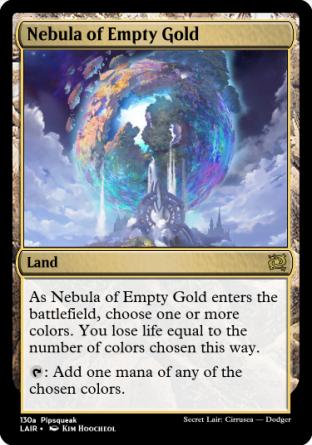 Nebula of Empty Gold
Land
As Nebula of Empty Gold enters the
battlefield, choose one or more
colors. You lose life equal to the
number of colors chosen this way.
: Add one mana of any of the
chosen colors.
130a Pipsqueak
Secret Lair: Cirrusea — Dodger
LAIR • Kim Hoocheol